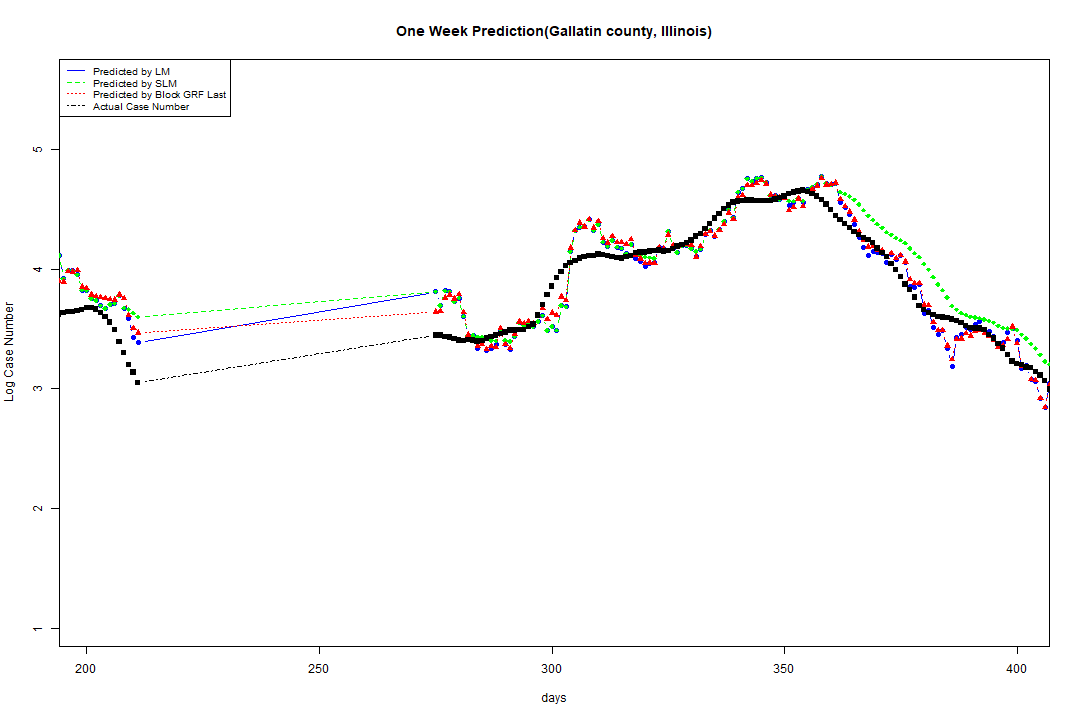 One Week Prediction(Gallatin county, Illinois)
Predicted by LM
Predicted by SLM
Predicted by Block GRF Last
Actual Case Number
Log Case Number
5
4
3
2
1
200 250 300 350 400
days